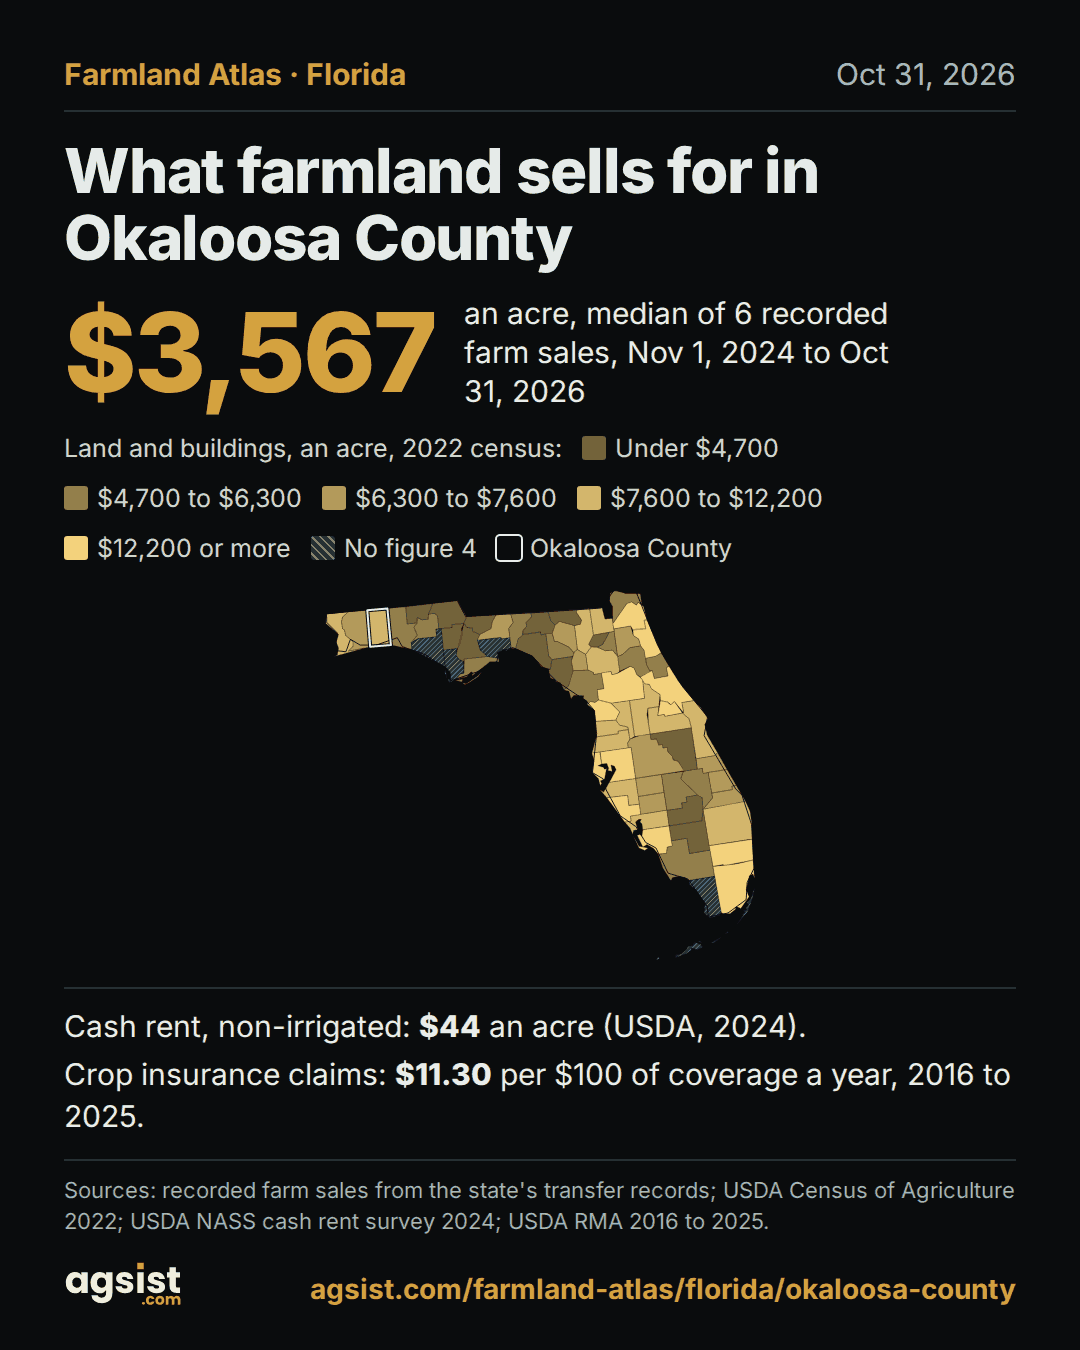 Farmland Atlas · Florida
Oct 31, 2026
What farmland sells for in
Okaloosa County
$3,567
an acre, median of 6 recorded
farm sales, Nov 1, 2024 to Oct
31, 2026
Land and buildings, an acre, 2022 census: Under $4,700
$4,700 to $6,300 $6,300 to $7,600 $7,600 to $12,200
$12,200 or more No figure 4 Okaloosa County
Cash rent, non-irrigated: $44 an acre (USDA, 2024).
Crop insurance claims: $11.30 per $100 of coverage a year, 2016 to
2025.
Sources: recorded farm sales from the state's transfer records; USDA Census of Agriculture
2022; USDA NASS cash rent survey 2024; USDA RMA 2016 to 2025.
agsist
.com
agsist.com/farmland-atlas/florida/okaloosa-county